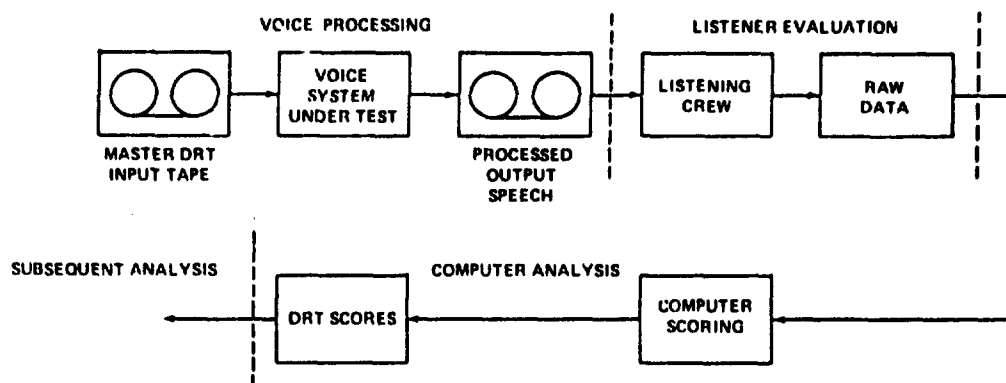 VOICE PROCESSING
LISTENER EVALUATION
VOICE
SYSTEM
UNDER TEST
LISTENING
CREW
RAW
DATA
MASTER DRT
INPUT TAPE
PROCESSED
OUTPUT
SPEECH
SUBSEQUENT ANALYSIS
COMPUTER ANALYSIS
DRT SCORES
COMPUTER
SCORING